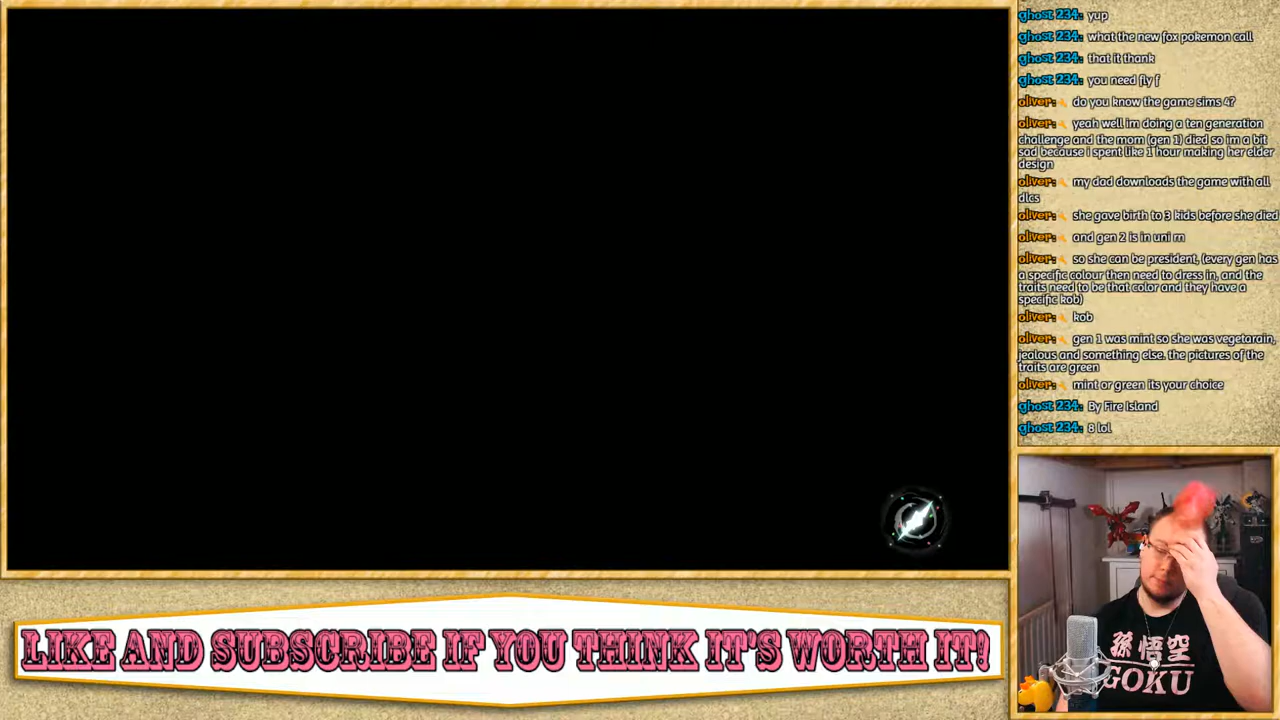 ghost 234: yup
ghost 234: what the new fox pokemon call
ghost 234: that it thank
ghost 234: you need fly f
oliver: do you know the game sims 4?
oliver: yeah well im doing a ten generation
challenge and the mom (gen 1) died so im a bit
sad because i spent like 1 hour making her elder
design
oliver: my dad downloads the game with all
dlcs
oliver: she gave birth to 3 kids before she died
oliver: and gen 2 is in uni rn
oliver: so she can be president, (every gen has
a specific colour then need to dress in, and the
traits need to be that color and they have a
specific kob)
oliver: kob
oliver: gen 1 was mint so she was vegetarain,
jealous and something else. the pictures of the
traits are green
oliver: mint or green its your choice
ghost 234: By Fire Island
ghost 234: 8 lol
LIKE AND SUBSCRIBE IF YOU THINK IT'S WORTH IT!
孫悟空
GOKU